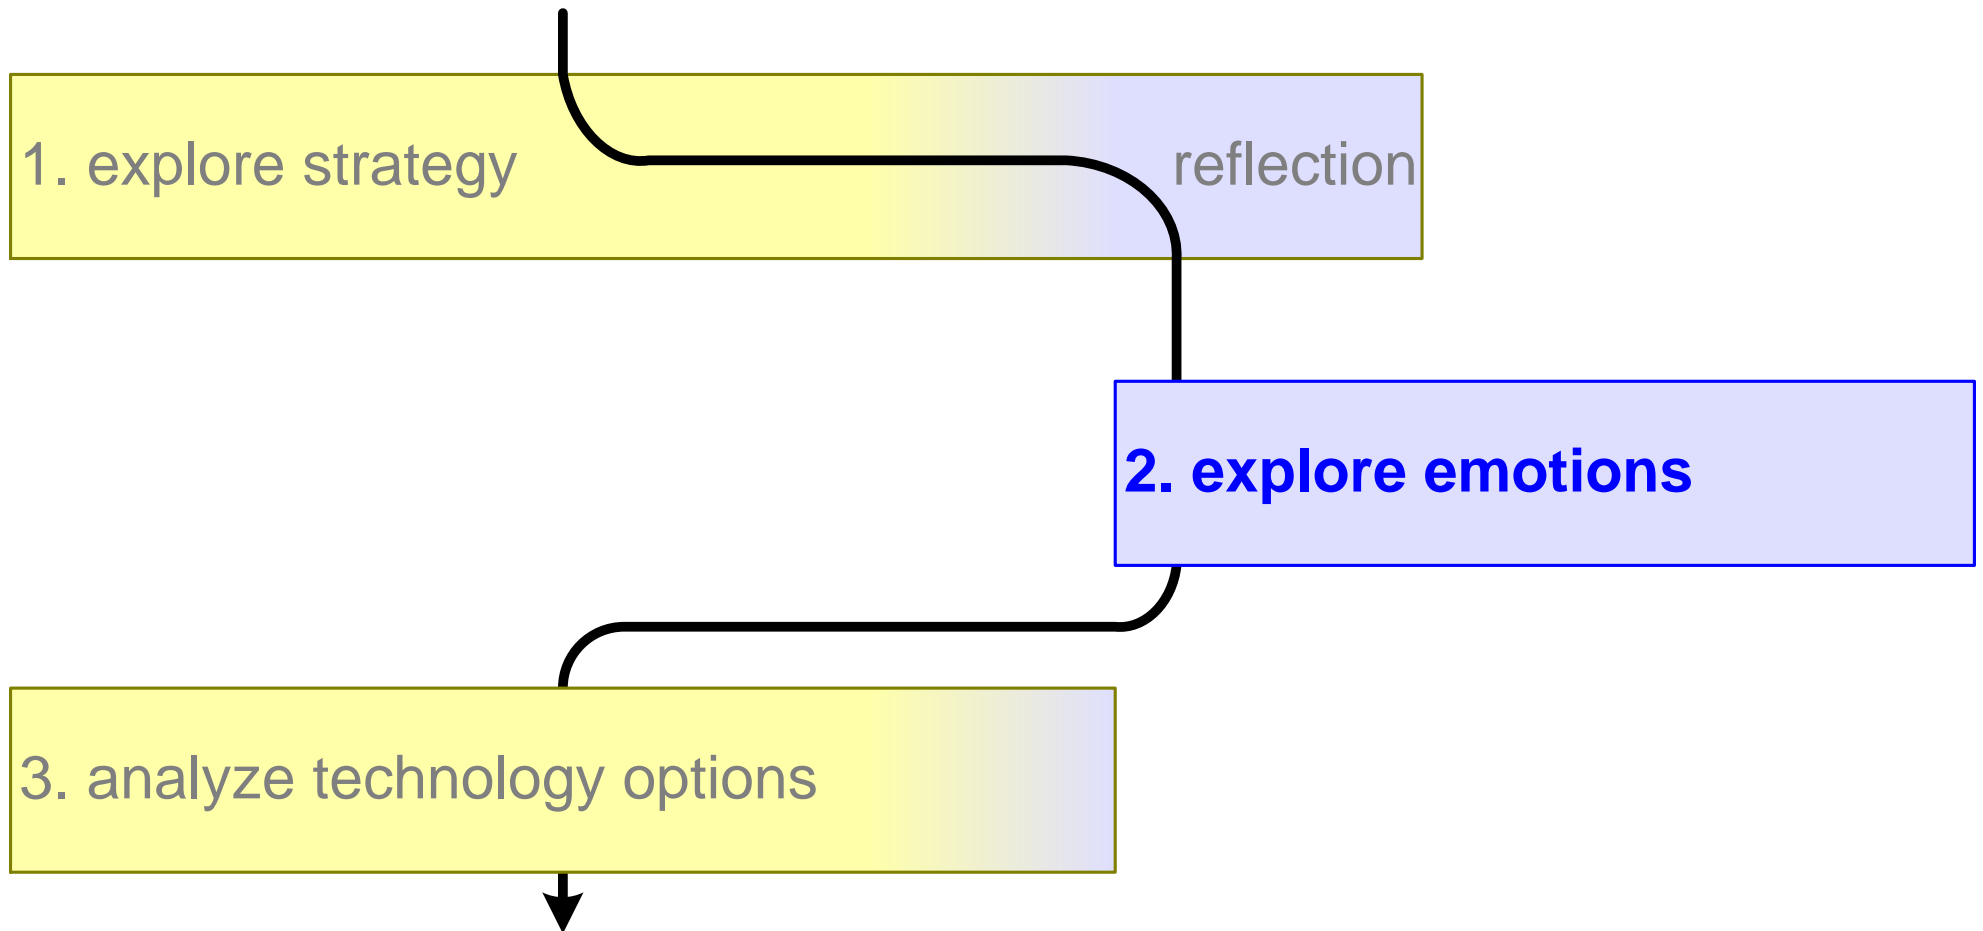 1. explore strategy reflection
2. explore emotions
3. analyze technology options